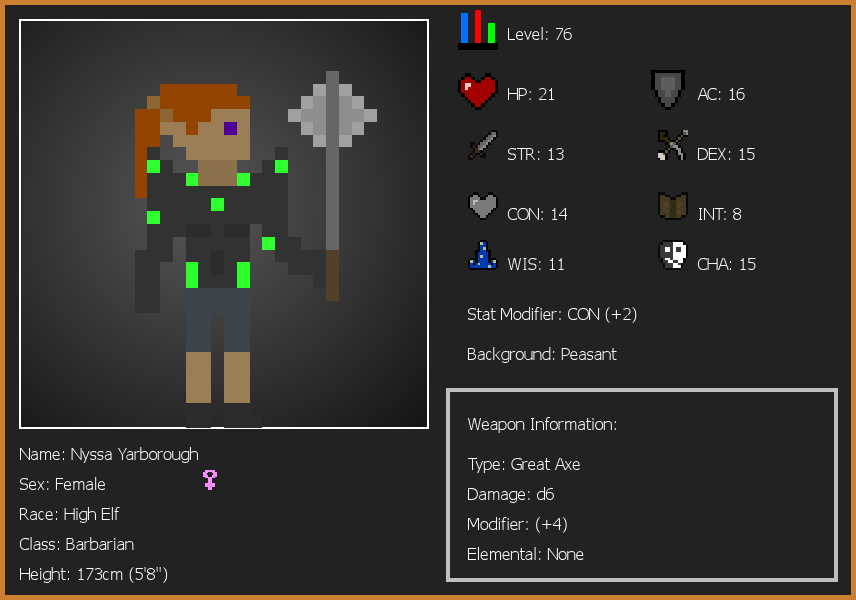 Level: 76
HP: 21
AC: 16
STR: 13
DEX: 15
CON: 14
INT: 8
WIS: 11
CHA: 15
Stat Modifier: CON (+2)
Background: Peasant
Weapon Information:
Type: Great Axe
Damage: d6
Modifier: (+4)
Elemental: None
Name: Nyssa Yarborough
Sex: Female
Race: High Elf
Class: Barbarian
Height: 173cm (5'8")